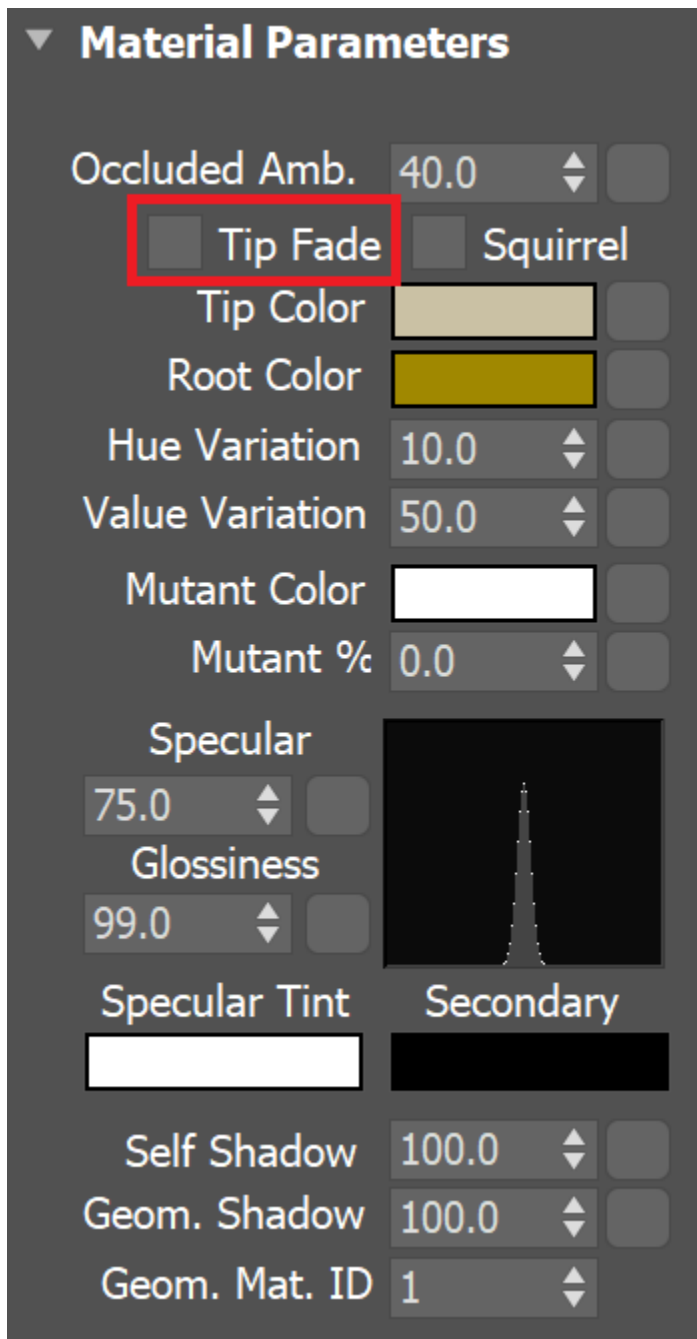 Material Parameters
Occluded Amb. 40.0
Tip Fade Squirrel
Tip Color
Root Color
Hue Variation 10.0
Value Variation 50.0
Mutant Color
Mutant % 0.0
Specular
75.0
Glossiness
99.0
Specular Tint Secondary
Self Shadow 100.0
Geom. Shadow 100.0
Geom. Mat. ID 1